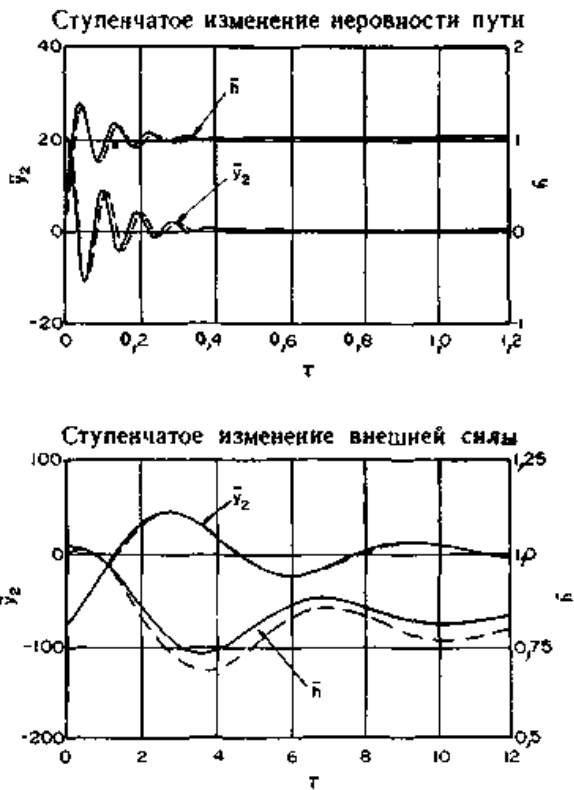 Ступенчатое изменение неровности пути
40
2
h̄
20
1
ȳ₂
h̄
ȳ₂
0
0
-20
-1
0
0,2
0,4
0,6
0,8
1,0
1,2
τ
Ступенчатое изменение внешней силы
100
1,25
ȳ₂
0
1,0
ȳ₂
h̄
-100
0,75
h̄
-200
0,5
0
2
4
6
8
10
12
τ